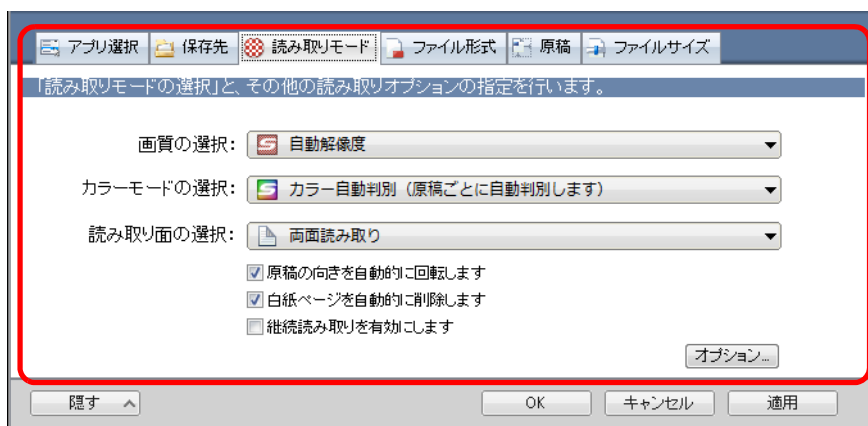 アプリ選択 保存先 読み取りモード ファイル形式 原稿 ファイルサイズ
「読み取りモードの選択」と、その他の読み取りオプションの指定を行います。
画質の選択: 自動解像度
カラーモードの選択: カラー自動判別（原稿ごとに自動判別します）
読み取り面の選択: 両面読み取り
原稿の向きを自動的に回転します
白紙ページを自動的に削除します
継続読み取りを有効にします
オプション...
隠す OK キャンセル 適用